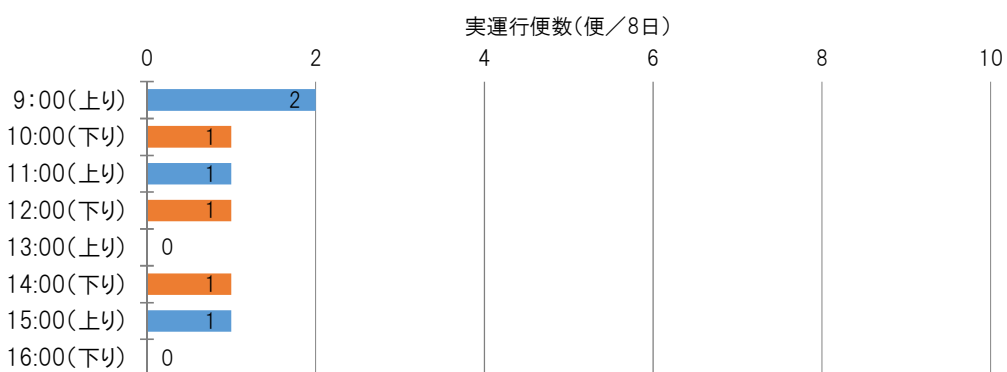 実運行便数(便／8日)
0 2 4 6 8 10
9：00(上り) 2
10:00(下り) 1
11:00(上り) 1
12:00(下り) 1
13:00(上り) 0
14:00(下り) 1
15:00(上り) 1
16:00(下り) 0